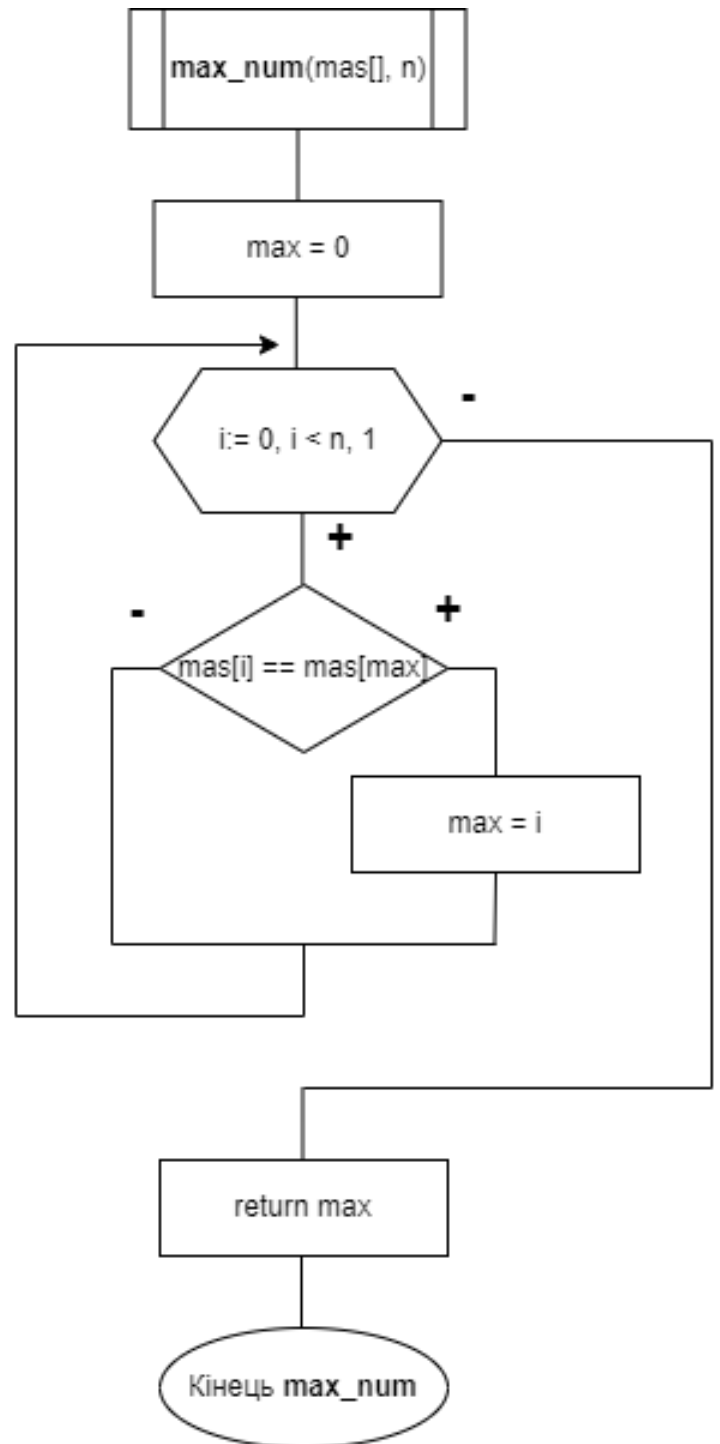 max_num(mas[], n)
max = 0
i:= 0, i < n, 1
-
+
-
+
mas[i] == mas[max]
max = i
return max
Кінець max_num